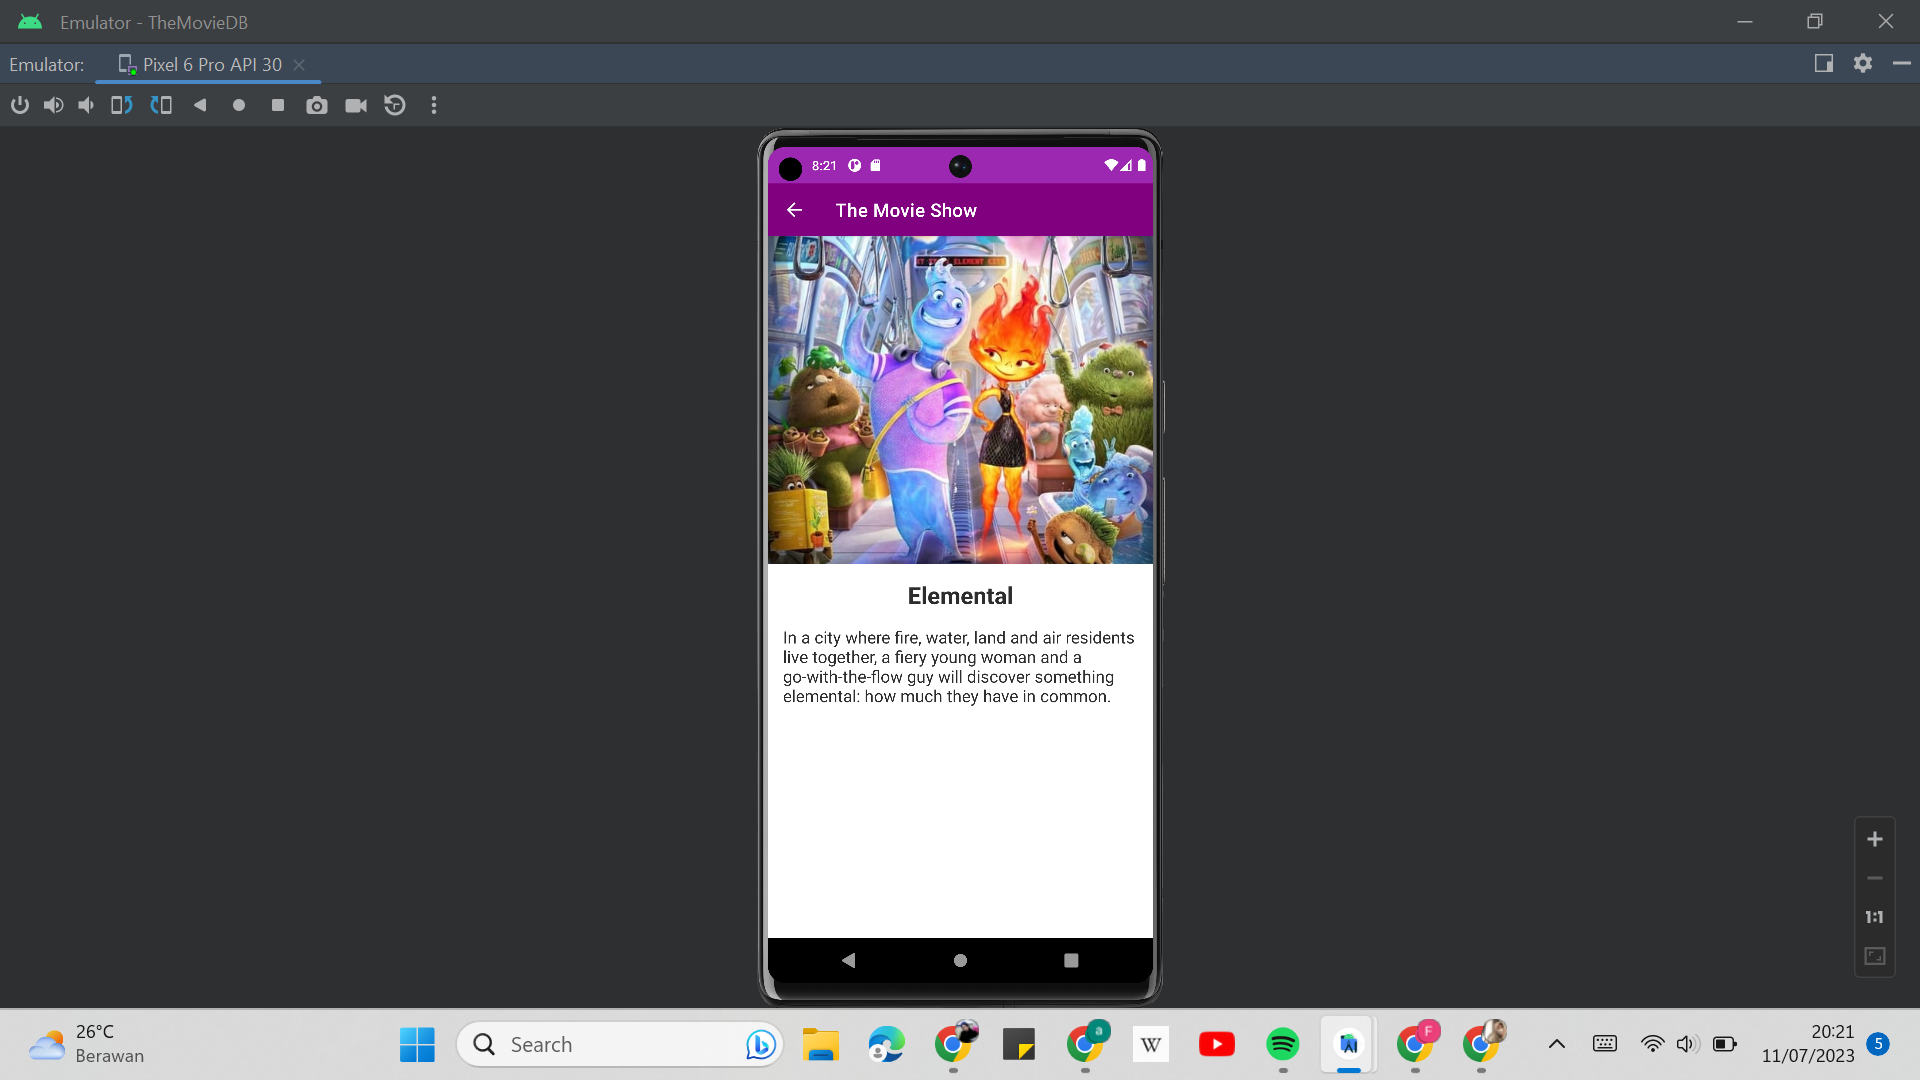 Emulator - TheMovieDB
Emulator:
Pixel 6 Pro API 30
8:21
The Movie Show
ELEMENT CITY
Elemental
In a city where fire, water, land and air residents
live together, a fiery young woman and a
go-with-the-flow guy will discover something
elemental: how much they have in common.
1:1
26°C
Berawan
Search
a
W
F
20:21
11/07/2023
5